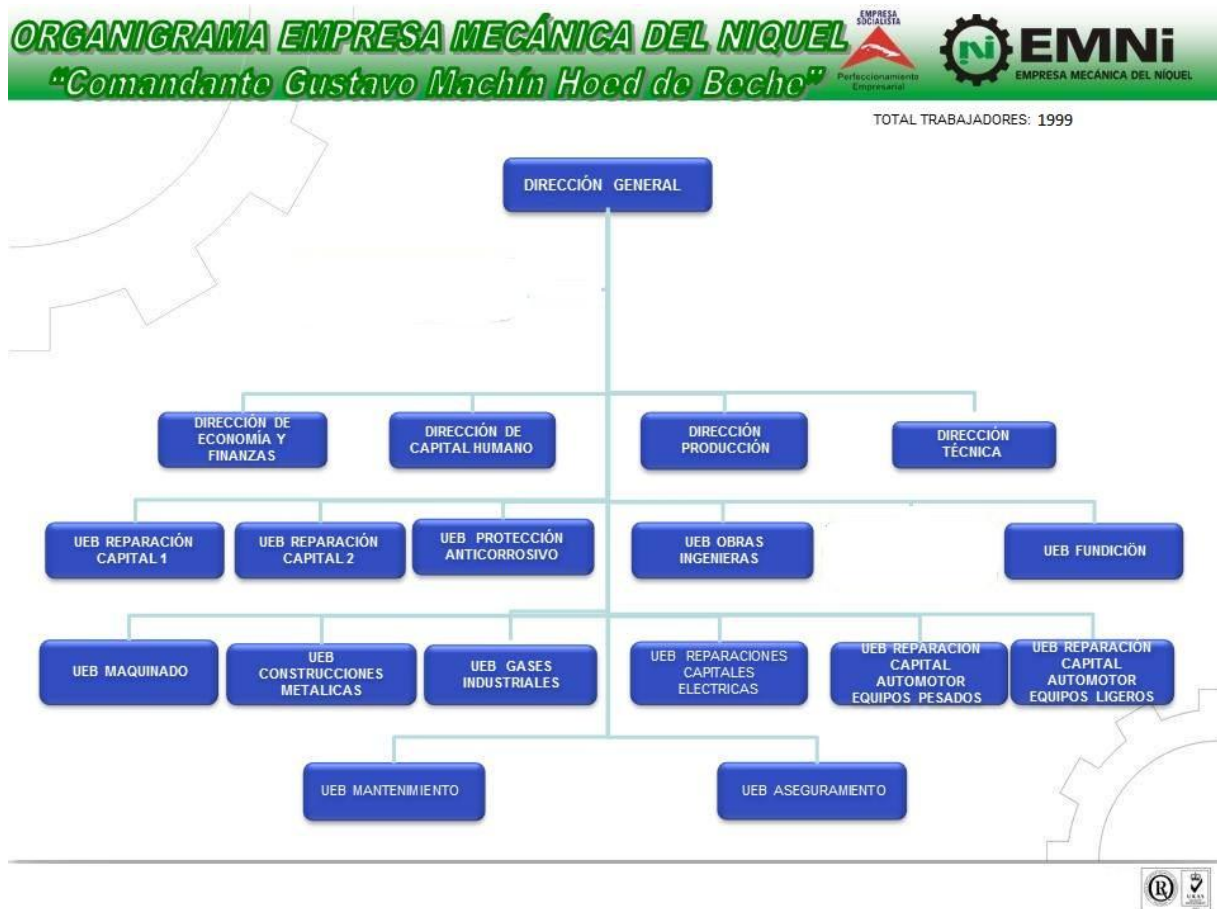 ORGANIGRAMA EMPRESA MECÁNICA DEL NIQUEL
“Comandante Gustavo Machín Hoed de Beche”
EMPRESA
SOCIALISTA
Perfeccionamiento
Empresarial
Ni
EMNi
EMPRESA MECÁNICA DEL NÍQUEL
TOTAL TRABAJADORES: 1999
DIRECCIÓN GENERAL
DIRECCIÓN DE
ECONOMÍA Y
FINANZAS
DIRECCIÓN DE
CAPITAL HUMANO
DIRECCIÓN
PRODUCCIÓN
DIRECCIÓN
TÉCNICA
UEB REPARACIÓN
CAPITAL 1
UEB REPARACIÓN
CAPITAL 2
UEB PROTECCIÓN
ANTICORROSIVO
UEB OBRAS
INGENIERAS
UEB FUNDICIÖN
UEB MAQUINADO
UEB
CONSTRUCCIONES
METALICAS
UEB GASES
INDUSTRIALES
UEB REPARACIONES
CAPITALES
ELECTRICAS
UEB REPARACIÓN
CAPITAL
AUTOMOTOR
EQUIPOS PESADOS
UEB REPARACIÓN
CAPITAL
AUTOMOTOR
EQUIPOS LIGEROS
UEB MANTENIMIENTO
UEB ASEGURAMIENTO
R
UKAS